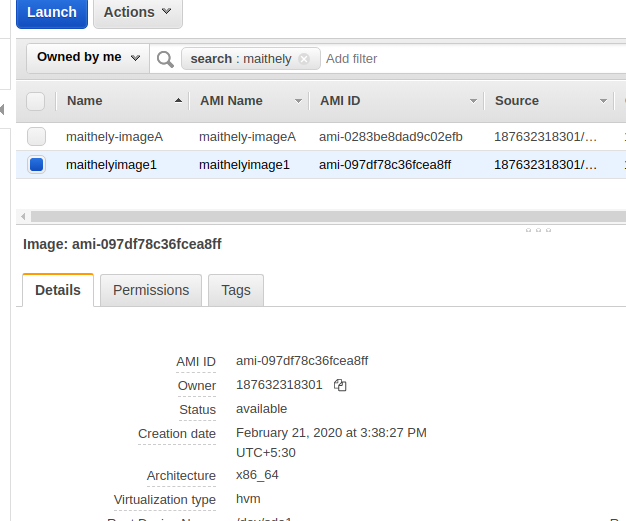 Launch Actions
Owned by me search : maithely Add filter
Name AMI Name AMI ID Source
maithely-imageA maithely-imageA ami-0283be8dad9c02efb 187632318301/…
maithelyimage1 maithelyimage1 ami-097df78c36fcea8ff 187632318301/…
Image: ami-097df78c36fcea8ff
Details Permissions Tags
AMI ID ami-097df78c36fcea8ff
Owner 187632318301
Status available
Creation date February 21, 2020 at 3:38:27 PM
UTC+5:30
Architecture x86_64
Virtualization type hvm